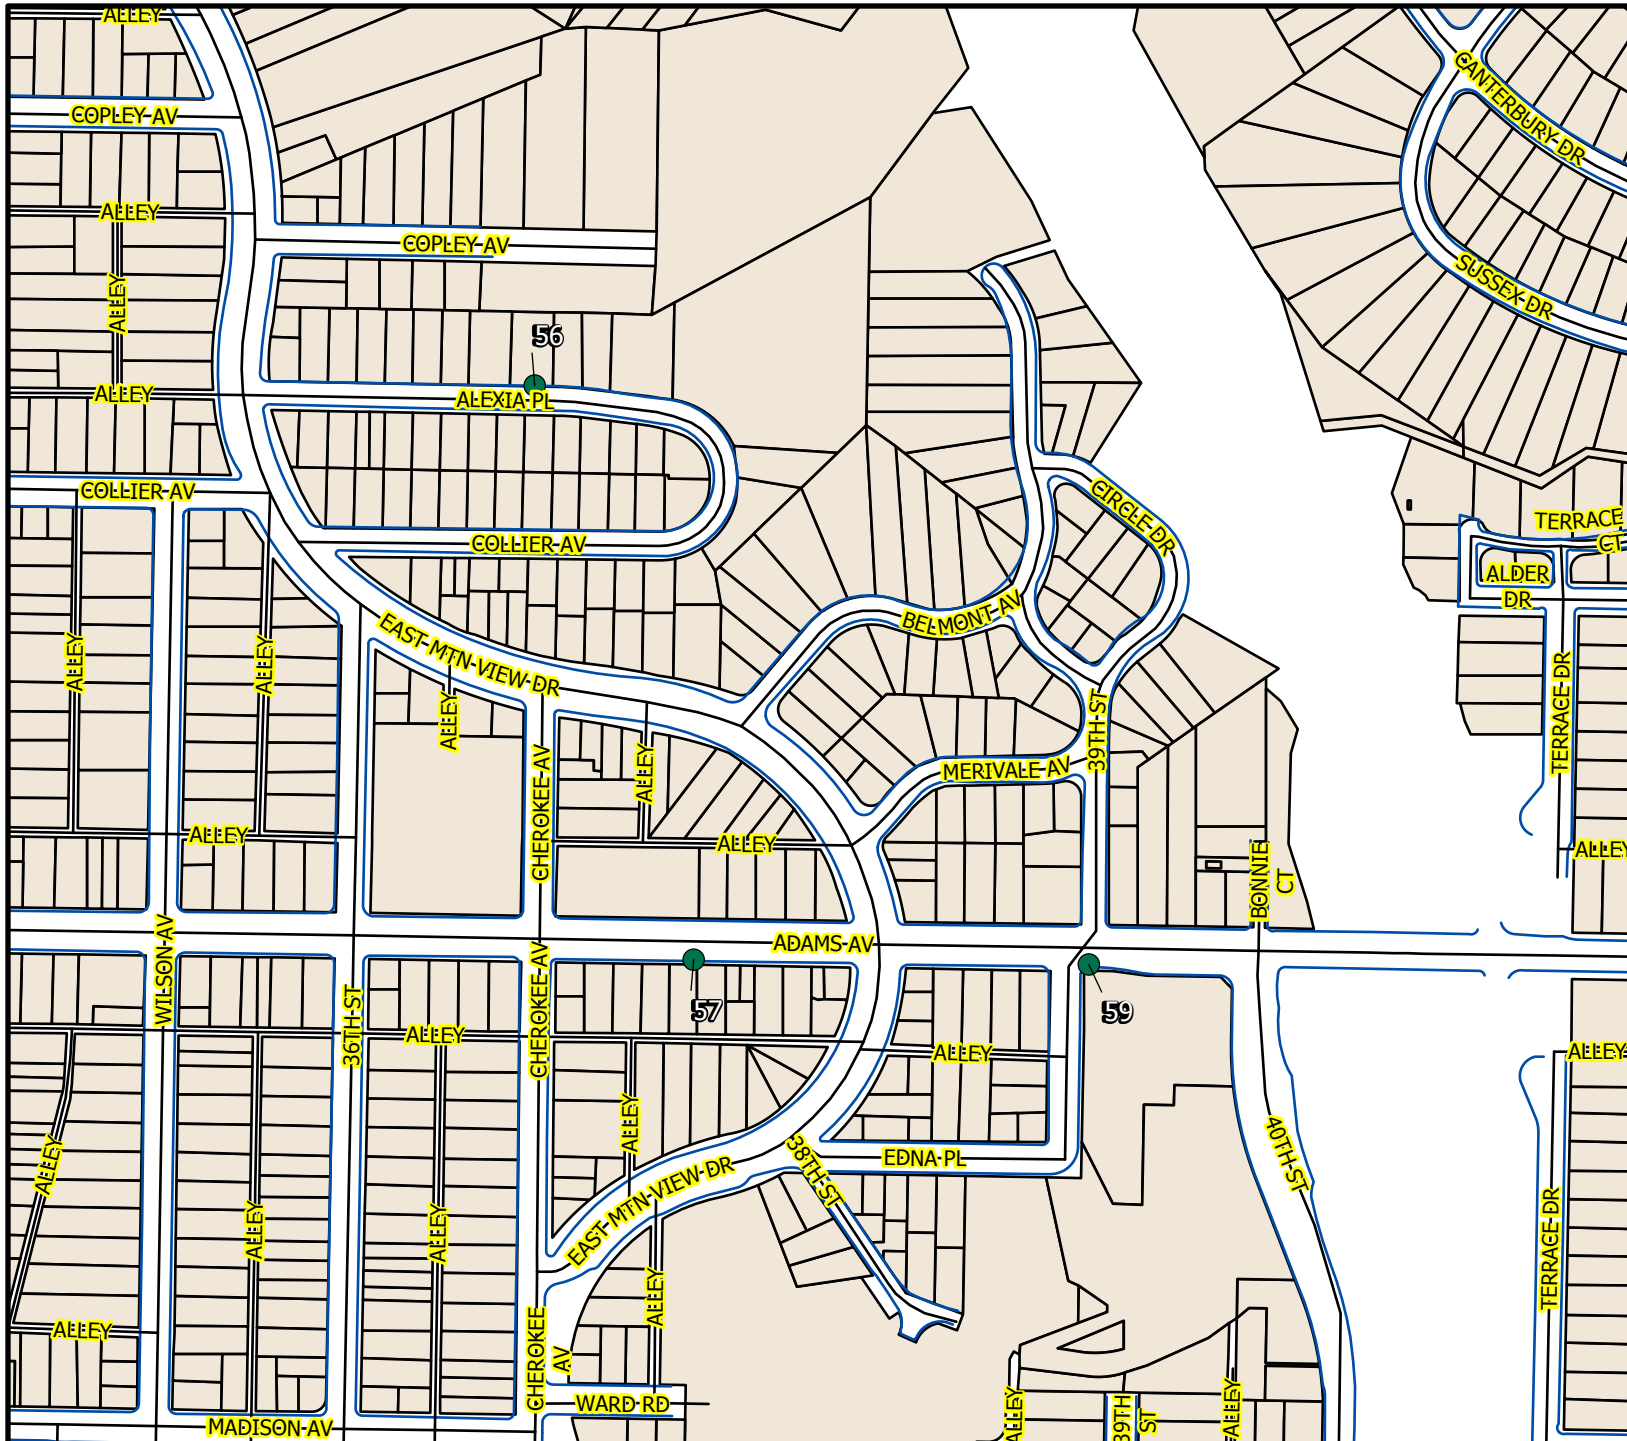 ALLEY
CANTERBURY DR
COPLEY AV
ALLEY
COPLEY AV
SUSSEX DR
ALLEY
56
ALLEY
ALEXIA PL
COLLIER AV
CIRCLE DR
TERRACE
CT
COLLIER AV
ALDER
DR
BELMONT AV
EAST MTN VIEW DR
ALLEY
ALLEY
ALLEY
TERRACE DR
39TH ST
ALLEY
MERIVALE AV
CHEROKEE AV
ALLEY
ALLEY
ALLEY
BONNIE
CT
ADAMS AV
WILSON AV
CHEROKEE AV
57
59
36TH ST
ALLEY
ALLEY
ALLEY
ALLEY
ALLEY
38TH ST
EDNA PL
40TH ST
EAST MTN VIEW DR
ALLEY
ALLEY
TERRACE DR
ALLEY
ALLEY
CHEROKEE
AV
WARD RD
MADISON AV
ALLEY
39TH
ST
ALLEY